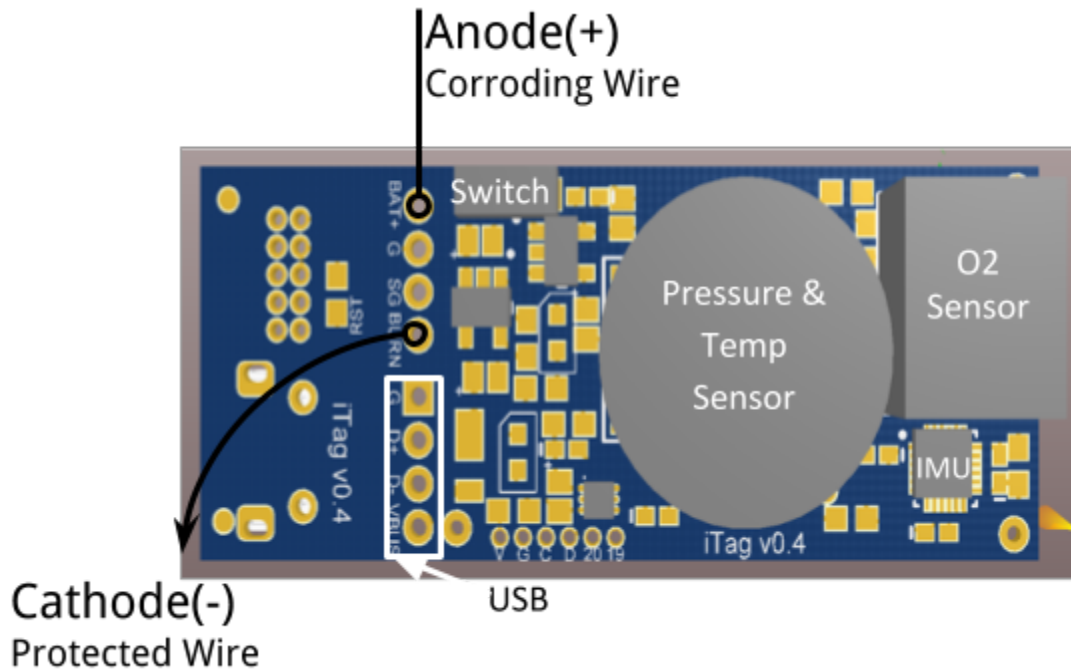 Anode(+)
Corroding Wire
BAT+
G
SG
BURN
Switch
Pressure &
Temp
Sensor
O2
Sensor
RST
iTag v0.4
G
D+
D-
VBUS
IMU
V G C D 20 19
iTag v0.4
USB
Cathode(-)
Protected Wire